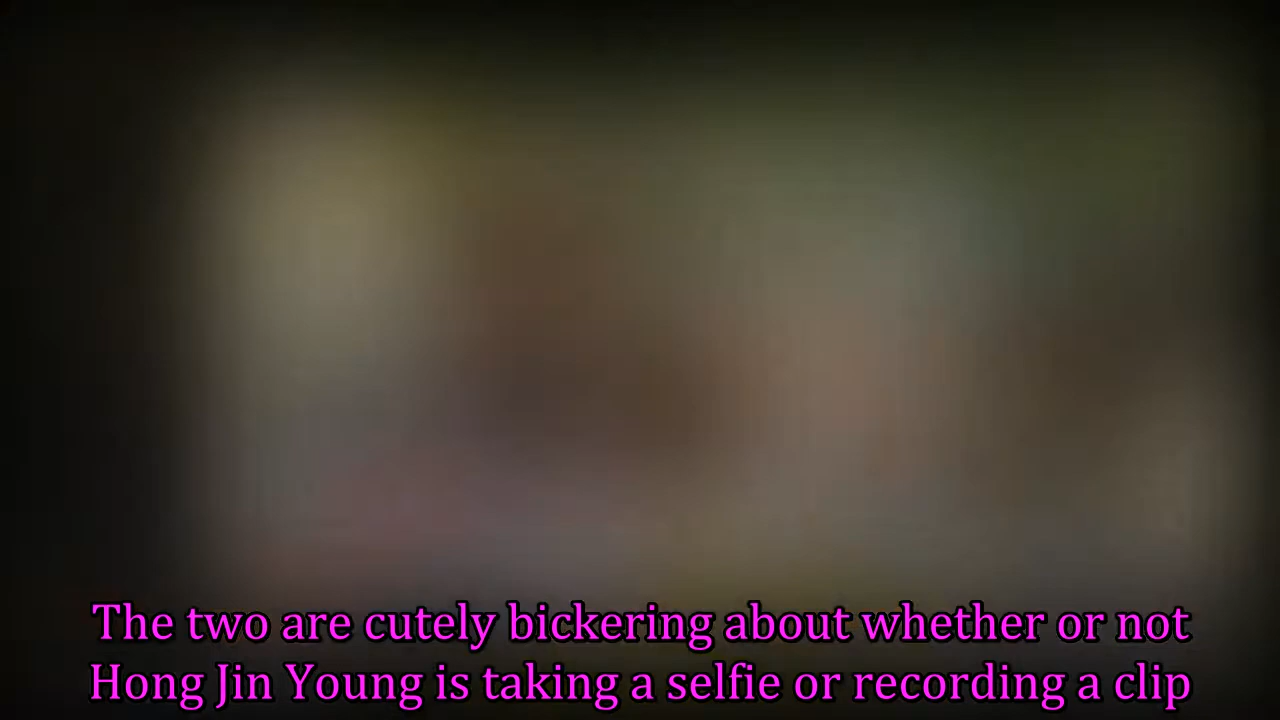 The two are cutely bickering about whether or not
Hong Jin Young is taking a selfie or recording a clip